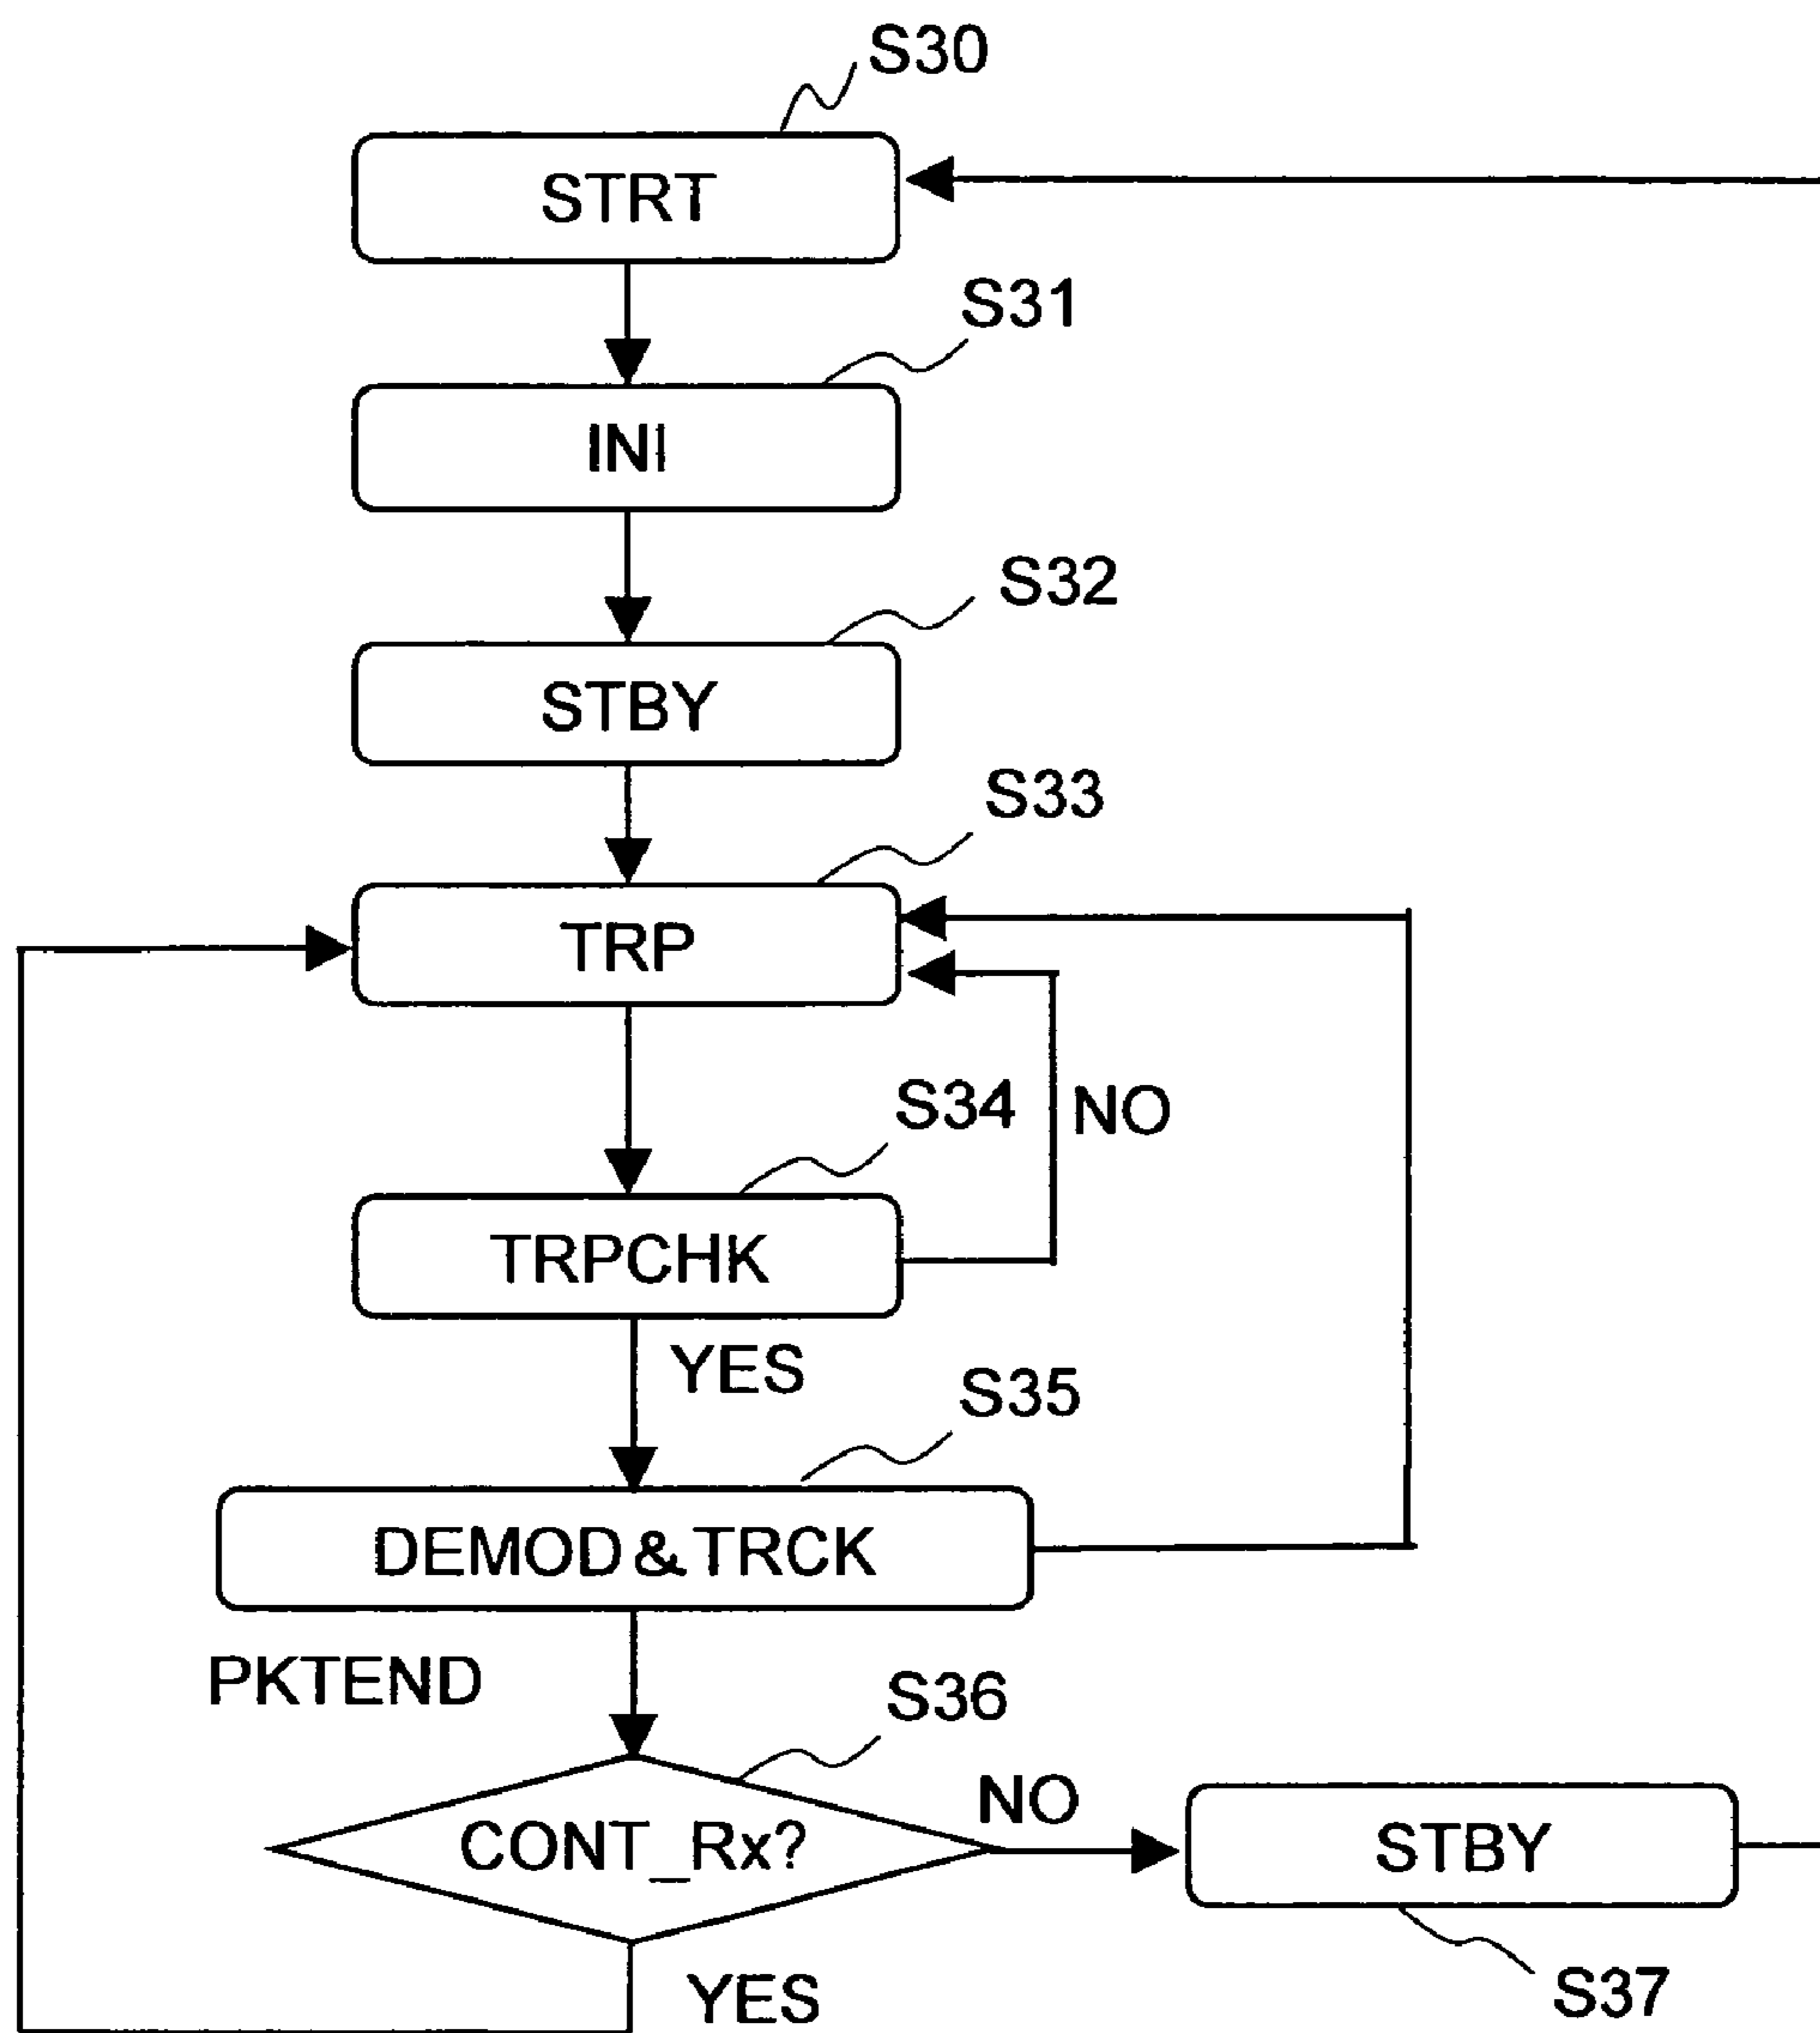 S30
STRT
S31
INI
S32
STBY
S33
TRP
S34
NO
TRPCHK
YES
S35
DEMOD & TRCK
PKTEND
S36
CONT_Rx?
NO
STBY
YES
S37